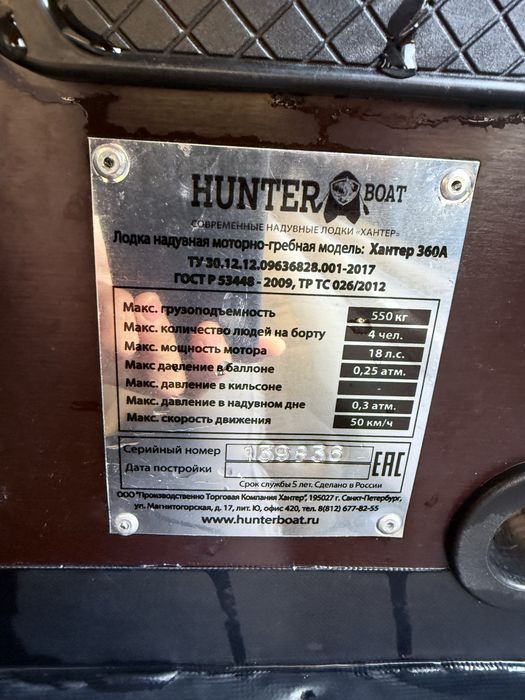 HUNTER BOAT
СОВРЕМЕННЫЕ НАДУВНЫЕ ЛОДКИ «ХАНТЕР»
Лодка надувная моторно-гребная модель: Хантер 360А
ТУ 30.12.12.09636828.001-2017
ГОСТ Р 53448 - 2009, ТР ТС 026/2012
Макс. грузоподъемность 550 кг
Макс. количество людей на борту 4 чел.
Макс. мощность мотора 18 л.с.
Мак давление в баллоне 0,25 атм.
Макс. давление в кильсоне -
Макс. давление в надувном дне 0,3 атм.
Макс. скорость движения 50 км/ч
Серийный номер 139336
Дата постройки
EAC
Срок службы 5 лет. Сделано в России
ООО "Производственно Торговая Компания Хантер", 195027 г. Санкт-Петербург,
ул. Магнитогорская, д. 17, лит. Ю, офис 420, тел. 8(812) 677-82-55
www.hunterboat.ru